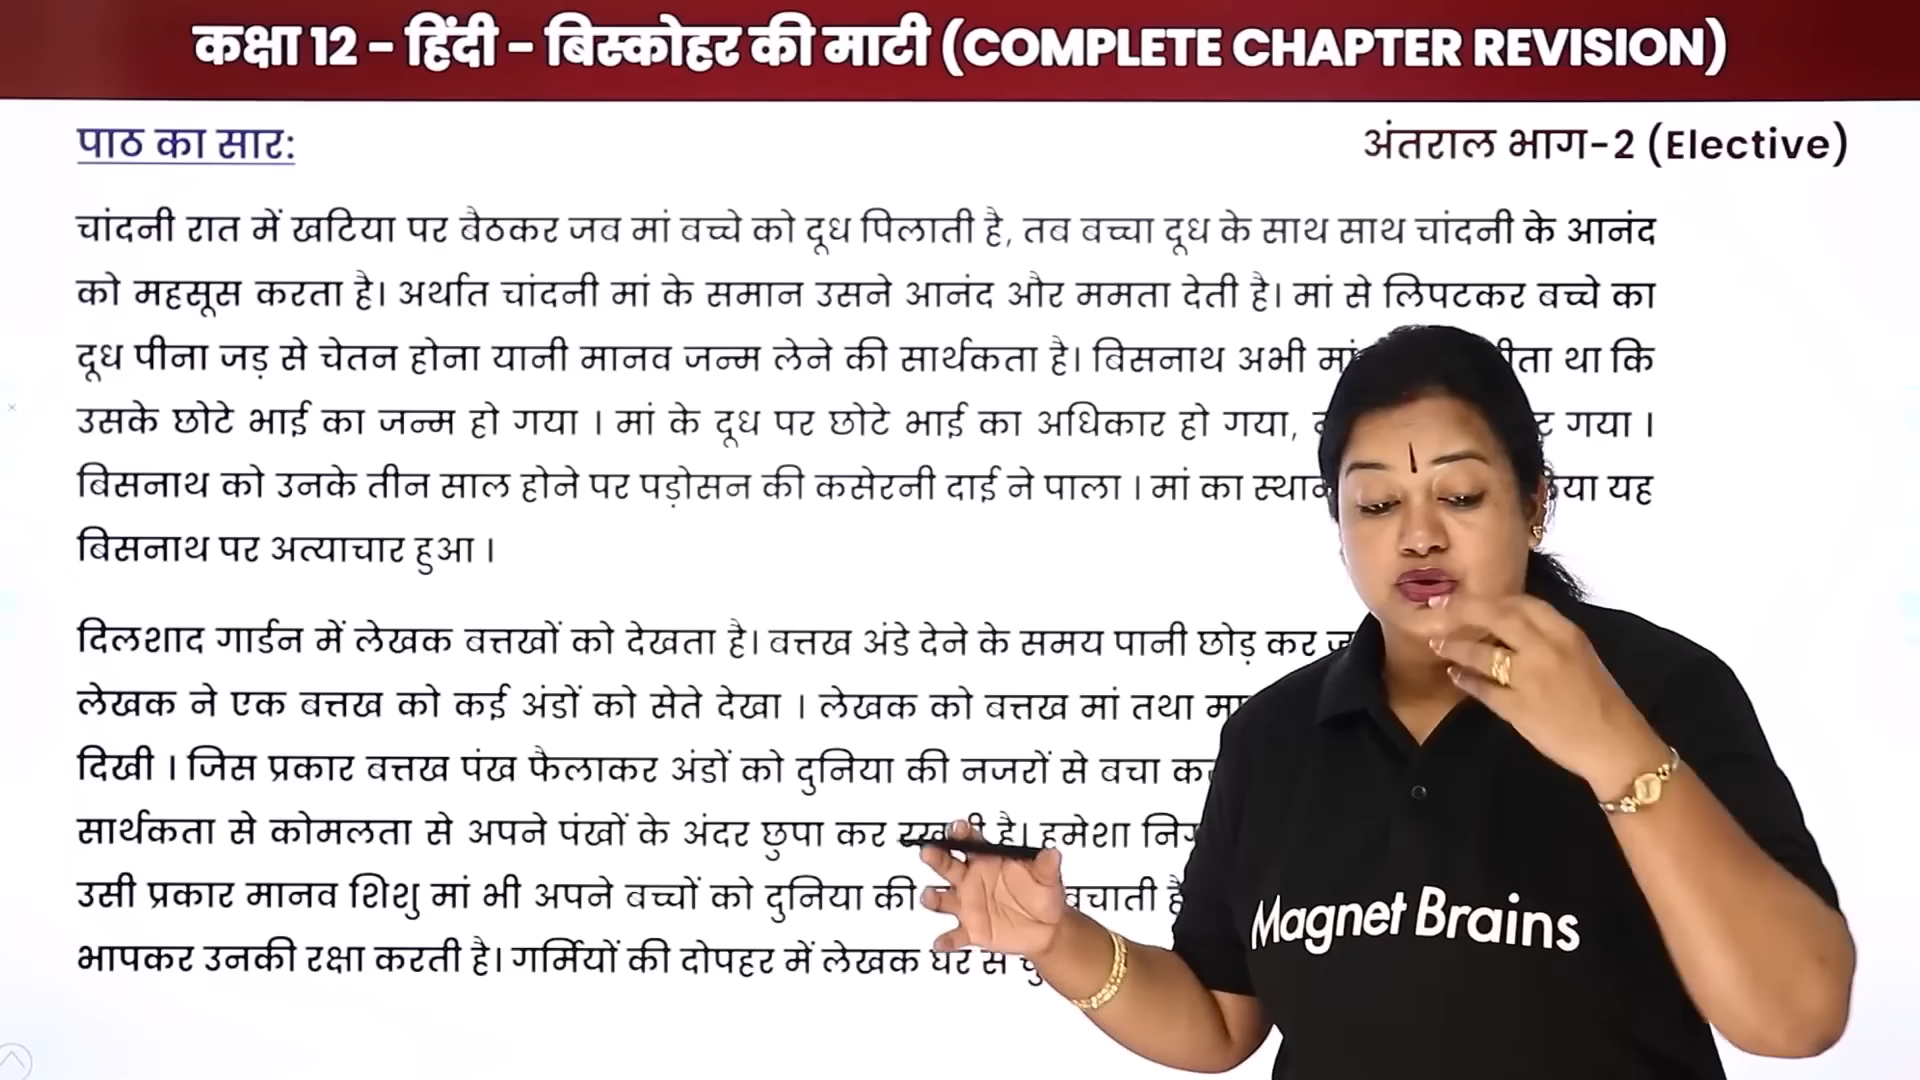 कक्षा 12 - हिंदी - बिस्कोहर की माटी (COMPLETE CHAPTER REVISION)
पाठ का सार:
अंतराल भाग-2 (Elective)
चांदनी रात में खटिया पर बैठकर जब मां बच्चे को दूध पिलाती है, तब बच्चा दूध के साथ साथ चांदनी के आनंद
को महसूस करता है। अर्थात चांदनी मां के समान उसने आनंद और ममता देती है। मां से लिपटकर बच्चे का
दूध पीना जड़ से चेतन होना यानी मानव जन्म लेने की सार्थकता है। बिसनाथ अभी था कि
उसके छोटे भाई का जन्म हो गया । मां के दूध पर छोटे भाई का अधिकार हो गया, गया ।
बिसनाथ को उनके तीन साल होने पर पड़ोसन की कसेरनी दाई ने पाला । मां का यह
बिसनाथ पर अत्याचार हुआ ।
दिलशाद गार्डन में लेखक बत्तखों को देखता है। बत्तख अंडे देने के समय पानी छोड़ कर
लेखक ने एक बत्तख को कई अंडों को सेते देखा । लेखक को बत्तख मां तथा
दिखी । जिस प्रकार बत्तख पंख फैलाकर अंडों को दुनिया की नजरों से बचा
सार्थकता से कोमलता से अपने पंखों के अंदर छुपा कर है। हमेशा
उसी प्रकार मानव शिशु मां भी अपने बच्चों को दुनिया की बचाती
भापकर उनकी रक्षा करती है। गर्मियों की दोपहर में लेखक घर से
Magnet Brains